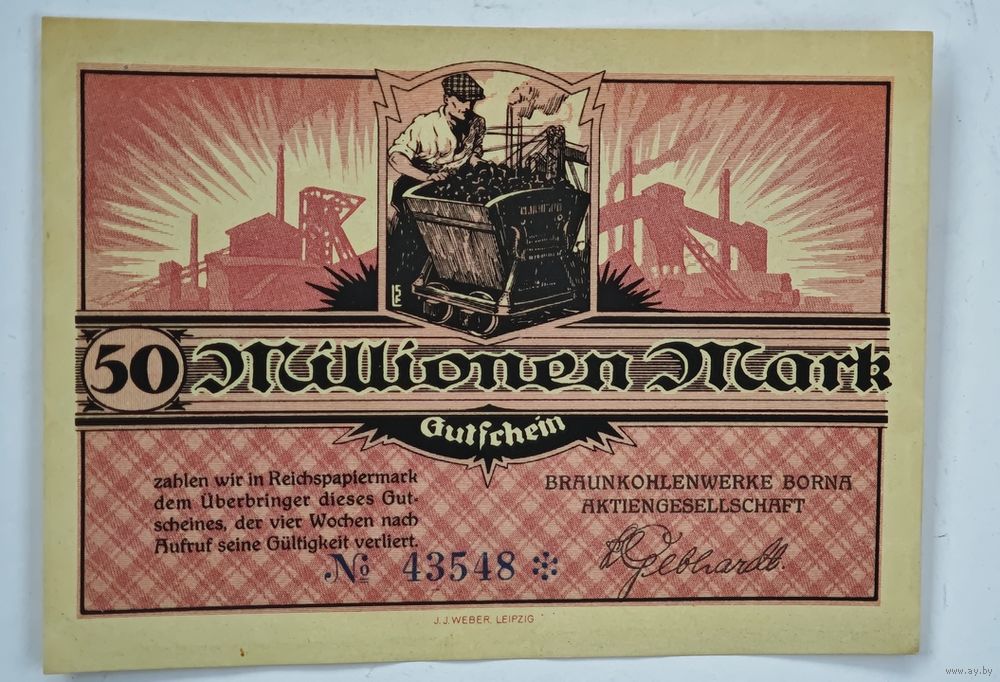 50 Millionen Mark
Gutschein
zahlen wir in Reichspapiermark
dem Überbringer dieses Gut-
scheines, der vier Wochen nach
Aufruf seine Gültigkeit verliert.
BRAUNKOHLENWERKE BORNA
AKTIENGESELLSCHAFT
Gebhardt.
№ 43548
J. J. WEBER, LEIPZIG
www.ay.by